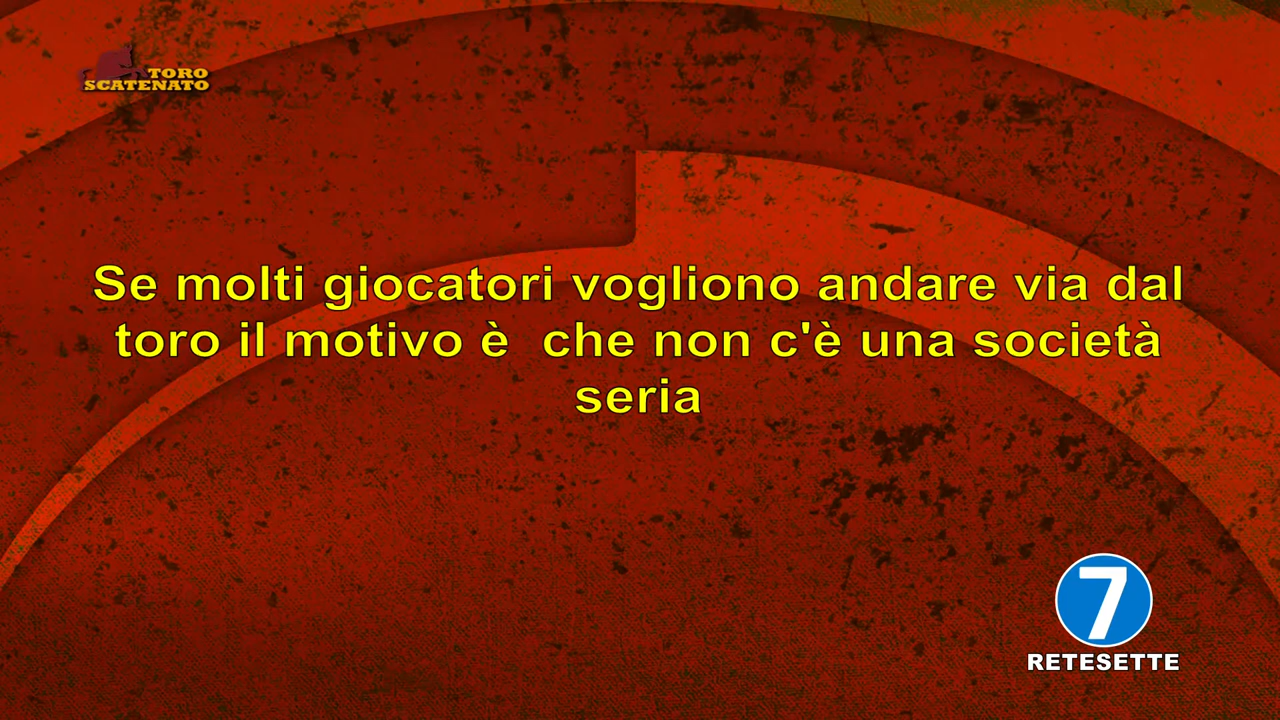 TORO
SCATENATO
Se molti giocatori vogliono andare via dal
toro il motivo è  che non c'è una società
seria
7
RETESETTE